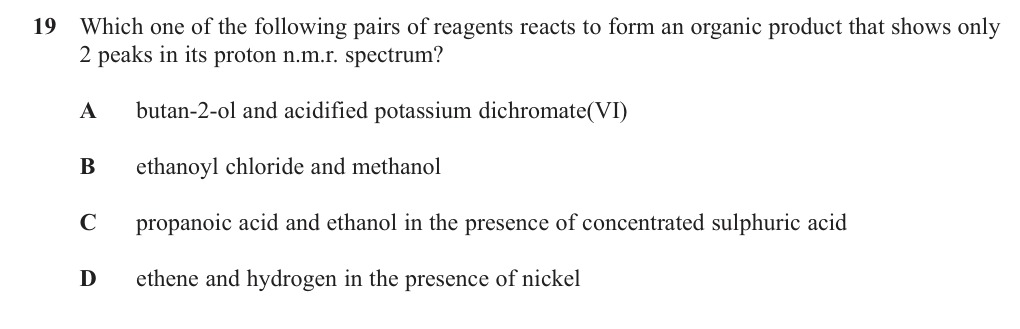 19 Which one of the following pairs of reagents reacts to form an organic product that shows only
2 peaks in its proton n.m.r. spectrum?
A butan-2-ol and acidified potassium dichromate(VI)
B ethanoyl chloride and methanol
C propanoic acid and ethanol in the presence of concentrated sulphuric acid
D ethene and hydrogen in the presence of nickel